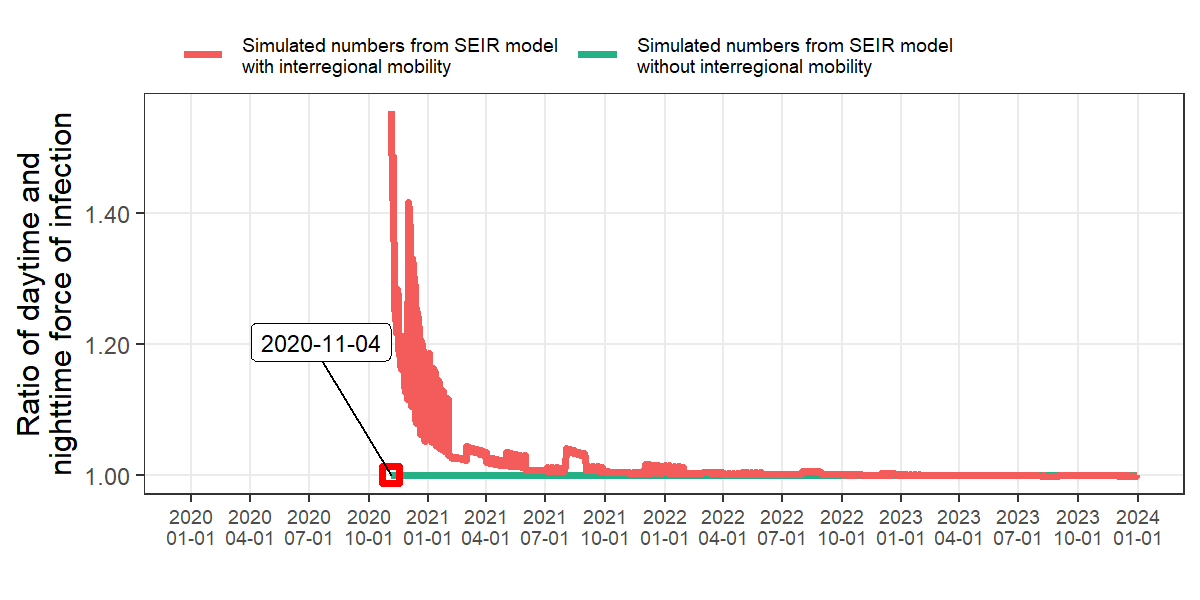 Simulated numbers from SEIR model
with interregional mobility
Simulated numbers from SEIR model
without interregional mobility
Ratio of daytime and
nighttime force of infection
1.40
1.20
1.00
2020-11-04
2020 2020 2020 2020 2021 2021 2021 2021 2022 2022 2022 2022 2023 2023 2023 2023 2024
01-01 04-01 07-01 10-01 01-01 04-01 07-01 10-01 01-01 04-01 07-01 10-01 01-01 04-01 07-01 10-01 01-01